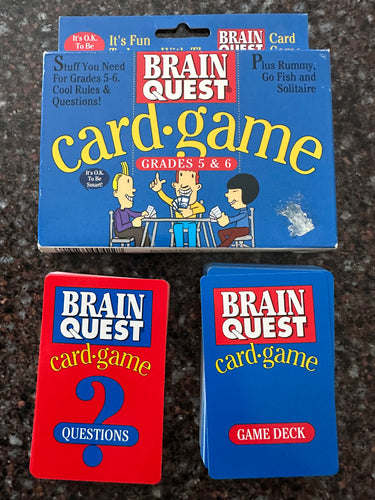 It's O.K.
To Be
It's Fun
BRAIN
QUEST
Card
Stuff You Need
For Grades 5-6.
Cool Rules &
Questions!
BRAIN
QUEST®
Plus Rummy,
Go Fish and
Solitaire
card•game
GRADES 5 & 6
It's O.K.
To Be
Smart!
BRAIN
QUEST
card•game
?
QUESTIONS
BRAIN
QUEST
card•game
GAME DECK